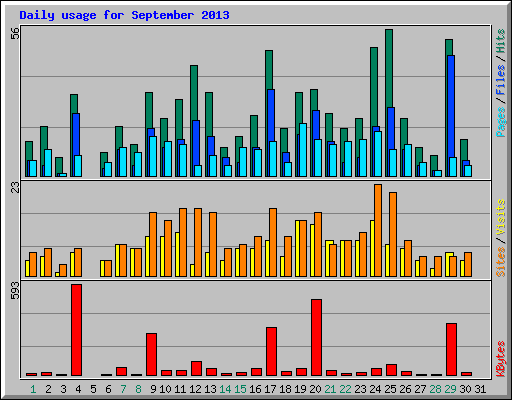 Daily usage for September 2013
56
23
593
Pages / Files / Hits
Sites / Visits
KBytes
1 2 3 4 5 6 7 8 9 10 11 12 13 14 15 16 17 18 19 20 21 22 23 24 25 26 27 28 29 30 31